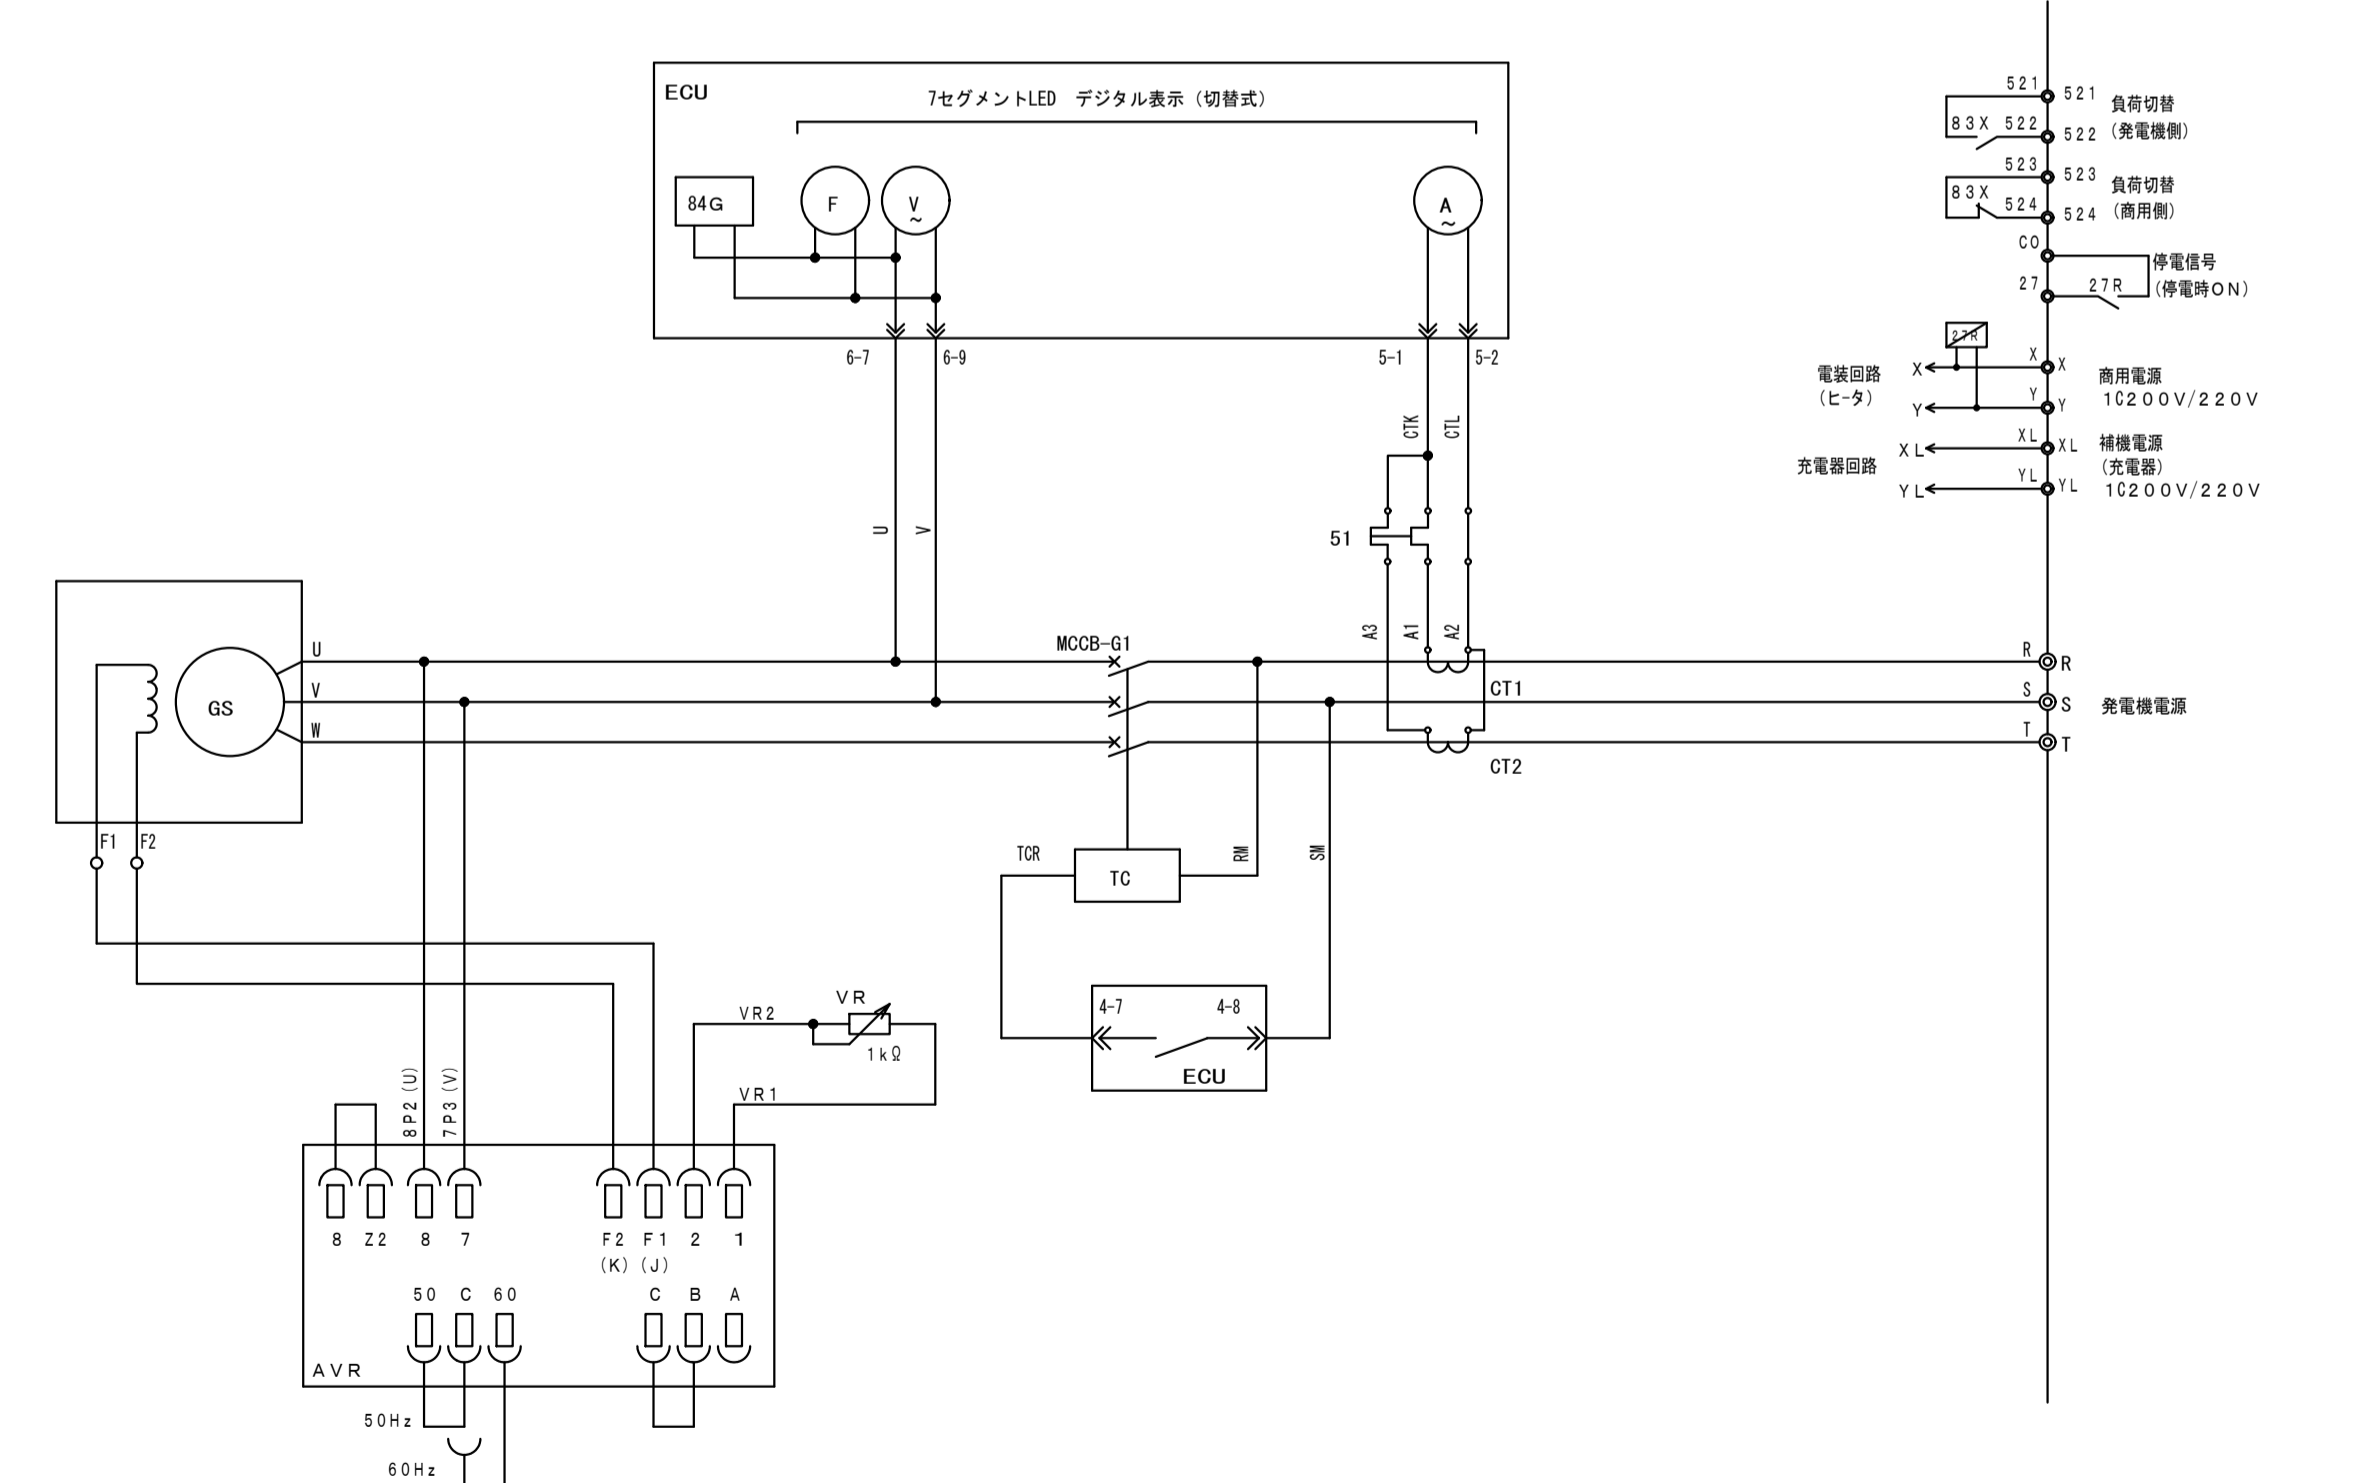 ECU
7セグメントLED デジタル表示(切替式)
84G
F
V
~
A
~
6-7
6-9
5-1
5-2
CTK
CTL
U
V
51
A3
A1
A2
521
521
負荷切替
83X
522
522
(発電機側)
523
523
負荷切替
83X
524
524
(商用側)
CO
停電信号
27
27R
(停電時ON)
27R
電装回路
(ヒータ)
X
X
X
商用電源
Y
Y
Y
1C200V/220V
充電器回路
XL
XL
XL
補機電源
(充電器)
YL
YL
YL
1C200V/220V
GS
U
V
W
MCCB-G1
CT1
CT2
R
R
S
S
発電機電源
T
T
F1
F2
TCR
TC
RM
SM
4-7
4-8
ECU
VR
VR2
1kΩ
VR1
8P2(U)
7P3(V)
8
Z2
8
7
F2
F1
2
1
(K)
(J)
50
C
60
C
B
A
AVR
50Hz
60Hz